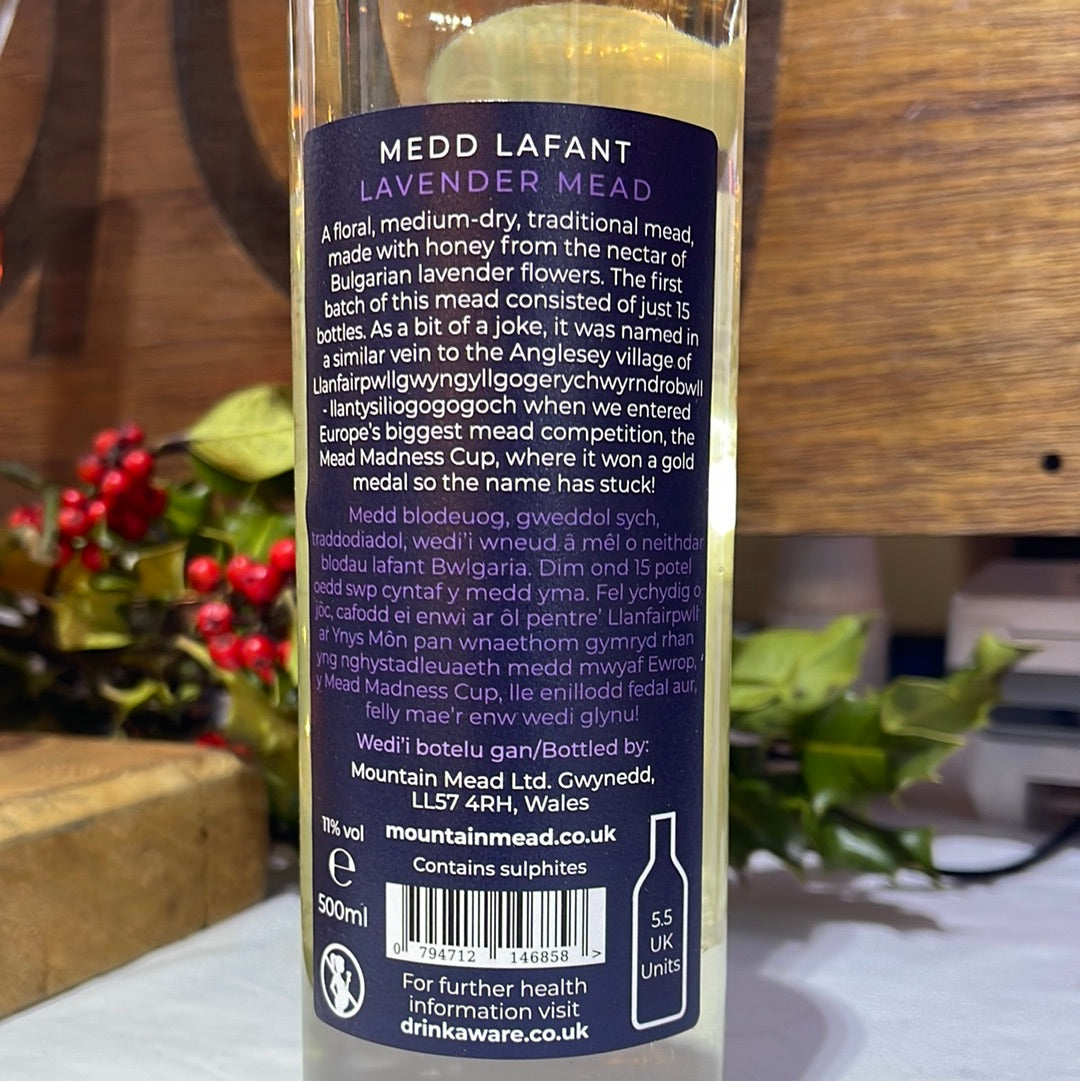 MEDD LAFANT
LAVENDER MEAD
A floral, medium-dry, traditional mead,
made with honey from the nectar of
Bulgarian lavender flowers. The first
batch of this mead consisted of just 15
bottles. As a bit of a joke, it was named in
a similar vein to the Anglesey village of
Llanfairpwllgwyngyllgogerychwyrndrobwll
- llantysiliogogogoch when we entered
Europe's biggest mead competition, the
Mead Madness Cup, where it won a gold
medal so the name has stuck!
Medd blodeuog, gweddol sych,
traddodiadol, wedi'i wneud â mêl o neithdar
blodau lafant Bwlgaria. Dim ond 15 potel
oedd swp cyntaf y medd yma. Fel ychydig o
jôc, cafodd ei enwi ar ôl pentre' Llanfairpwll
ar Ynys Môn pan wnaethom gymryd rhan
yng nghystadleuaeth medd mwyaf Ewrop,
y Mead Madness Cup, lle enillodd fedal aur,
felly mae'r enw wedi glynu!
Wedi'i botelu gan/Bottled by:
Mountain Mead Ltd. Gwynedd,
LL57 4RH, Wales
11% vol
mountainmead.co.uk
Contains sulphites
e
500ml
0 794712 146858 >
5.5
UK
Units
For further health
information visit
drinkaware.co.uk